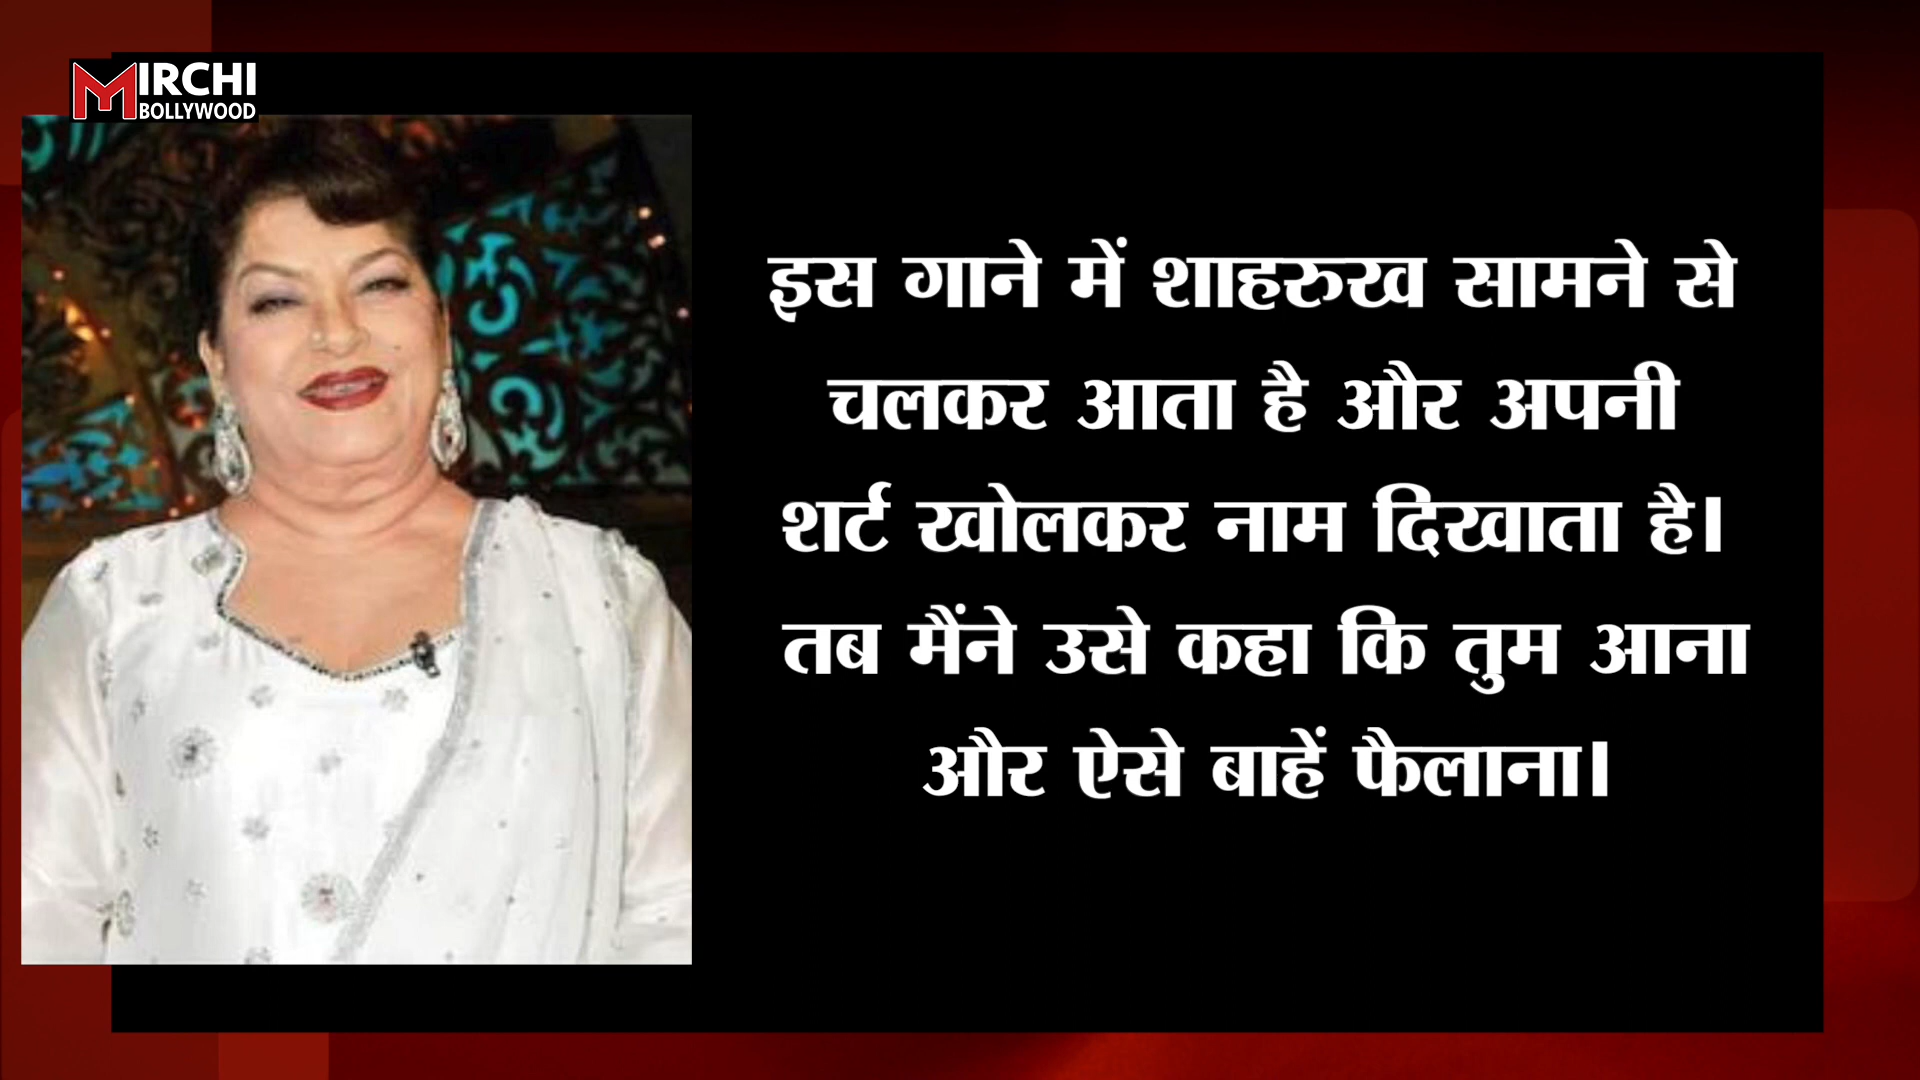 MIRCHI
BOLLYWOOD
इस गाने में शाहरुख सामने से
चलकर आता है और अपनी
शर्ट खोलकर नाम दिखाता है।
तब मैंने उसे कहा कि तुम आना
और ऐसे बाहें फैलाना।